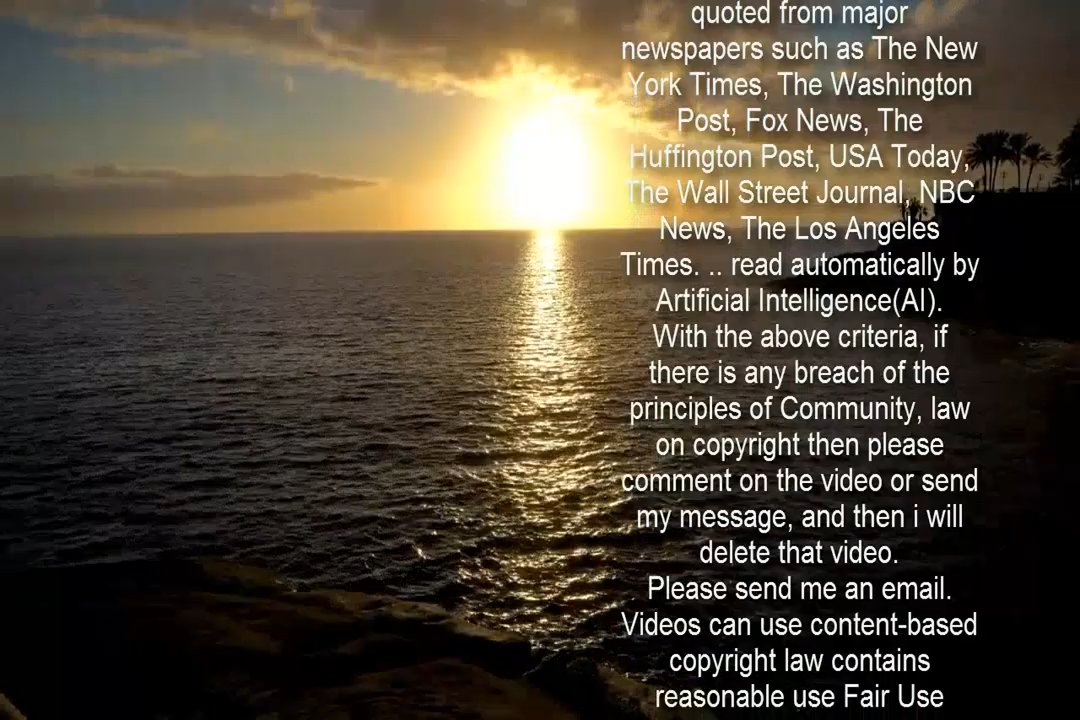 quoted from major
newspapers such as The New
York Times, The Washington
Post, Fox News, The
Huffington Post, USA Today,
The Wall Street Journal, NBC
News, The Los Angeles
Times. .. read automatically by
Artificial Intelligence(AI).
With the above criteria, if
there is any breach of the
principles of Community, law
on copyright then please
comment on the video or send
my message, and then i will
delete that video.
Please send me an email.
Videos can use content-based
copyright law contains
reasonable use Fair Use